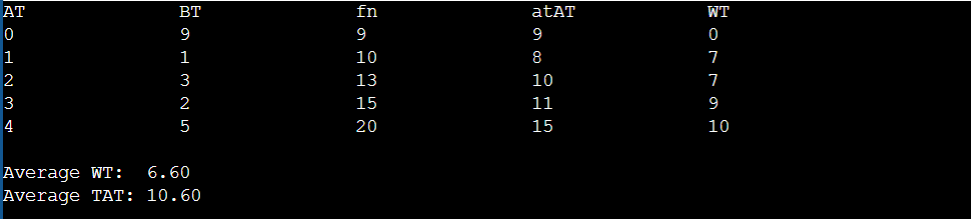 AT BT fn atAT WT
0 9 9 9 0
1 1 10 8 7
2 3 13 10 7
3 2 15 11 9
4 5 20 15 10
Average WT: 6.60
Average TAT: 10.60